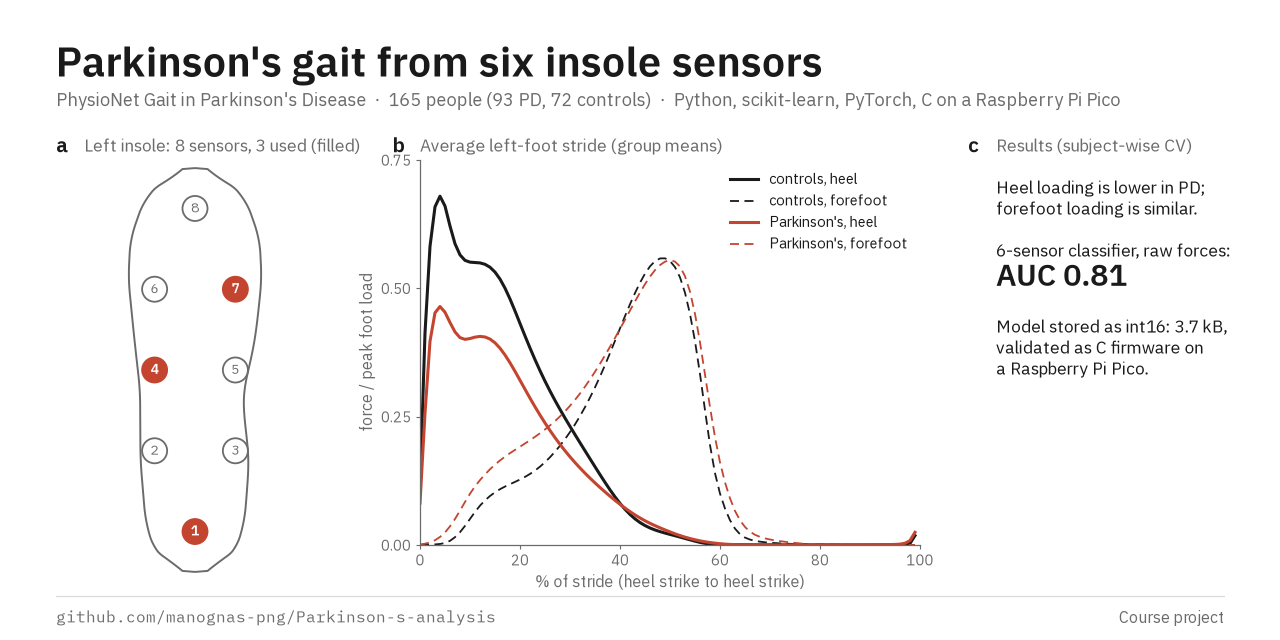 Parkinson's gait from six insole sensors
PhysioNet Gait in Parkinson's Disease · 165 people (93 PD, 72 controls) · Python, scikit-learn, PyTorch, C on a Raspberry Pi Pico
a Left insole: 8 sensors, 3 used (filled)
8
6
7
4
5
2
3
1
b Average left-foot stride (group means)
0.75
0.50
0.25
0.00
force / peak foot load
controls, heel
controls, forefoot
Parkinson's, heel
Parkinson's, forefoot
0 20 40 60 80 100
% of stride (heel strike to heel strike)
c Results (subject-wise CV)
Heel loading is lower in PD;
forefoot loading is similar.
6-sensor classifier, raw forces:
AUC 0.81
Model stored as int16: 3.7 kB,
validated as C firmware on
a Raspberry Pi Pico.
github.com/manognas-png/Parkinson-s-analysis
Course project